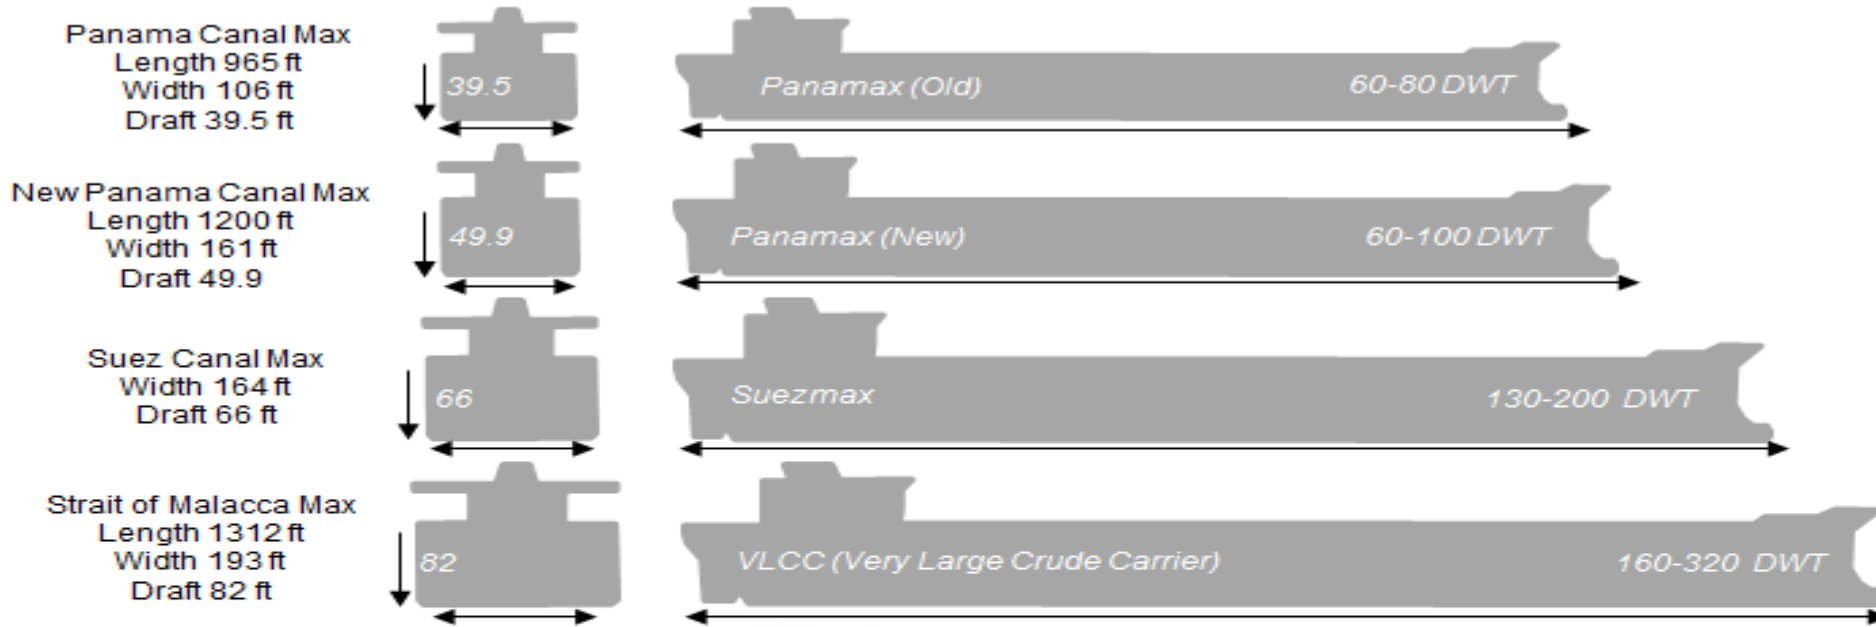 Panama Canal Max
Length 965 ft
Width 106 ft
Draft 39.5 ft
39.5
Panamax (Old)
60-80 DWT
New Panama Canal Max
Length 1200 ft
Width 161 ft
Draft 49.9
49.9
Panamax (New)
60-100 DWT
Suez Canal Max
Width 164 ft
Draft 66 ft
66
Suezmax
130-200 DWT
Strait of Malacca Max
Length 1312 ft
Width 193 ft
Draft 82 ft
82
VLCC (Very Large Crude Carrier)
160-320 DWT